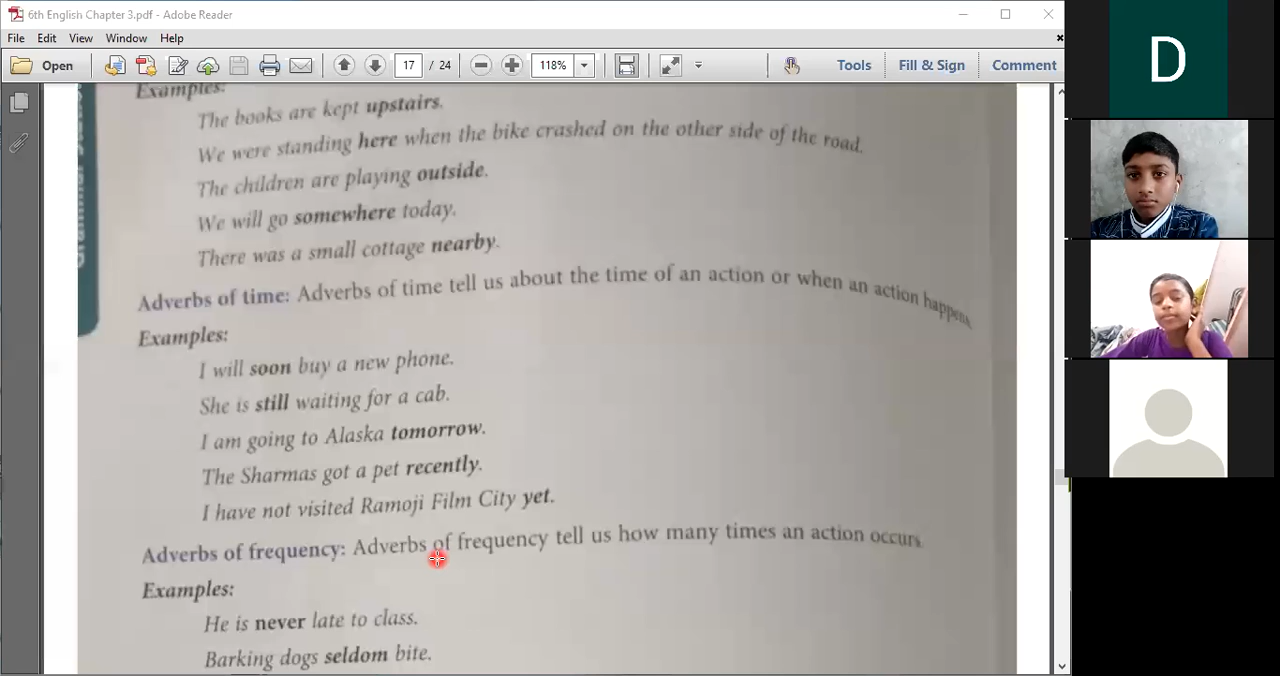 6th English Chapter 3.pdf - Adobe Reader
File Edit View Window Help
Open 17 / 24 118% Tools Fill & Sign Comment
Examples:
The books are kept upstairs.
We were standing here when the bike crashed on the other side of the road.
The children are playing outside.
We will go somewhere today.
There was a small cottage nearby.
Adverbs of time: Adverbs of time tell us about the time of an action or when an action happens.
Examples:
I will soon buy a new phone.
She is still waiting for a cab.
I am going to Alaska tomorrow.
The Sharmas got a pet recently.
I have not visited Ramoji Film City yet.
Adverbs of frequency: Adverbs of frequency tell us how many times an action occurs
Examples:
He is never late to class.
Barking dogs seldom bite.
D